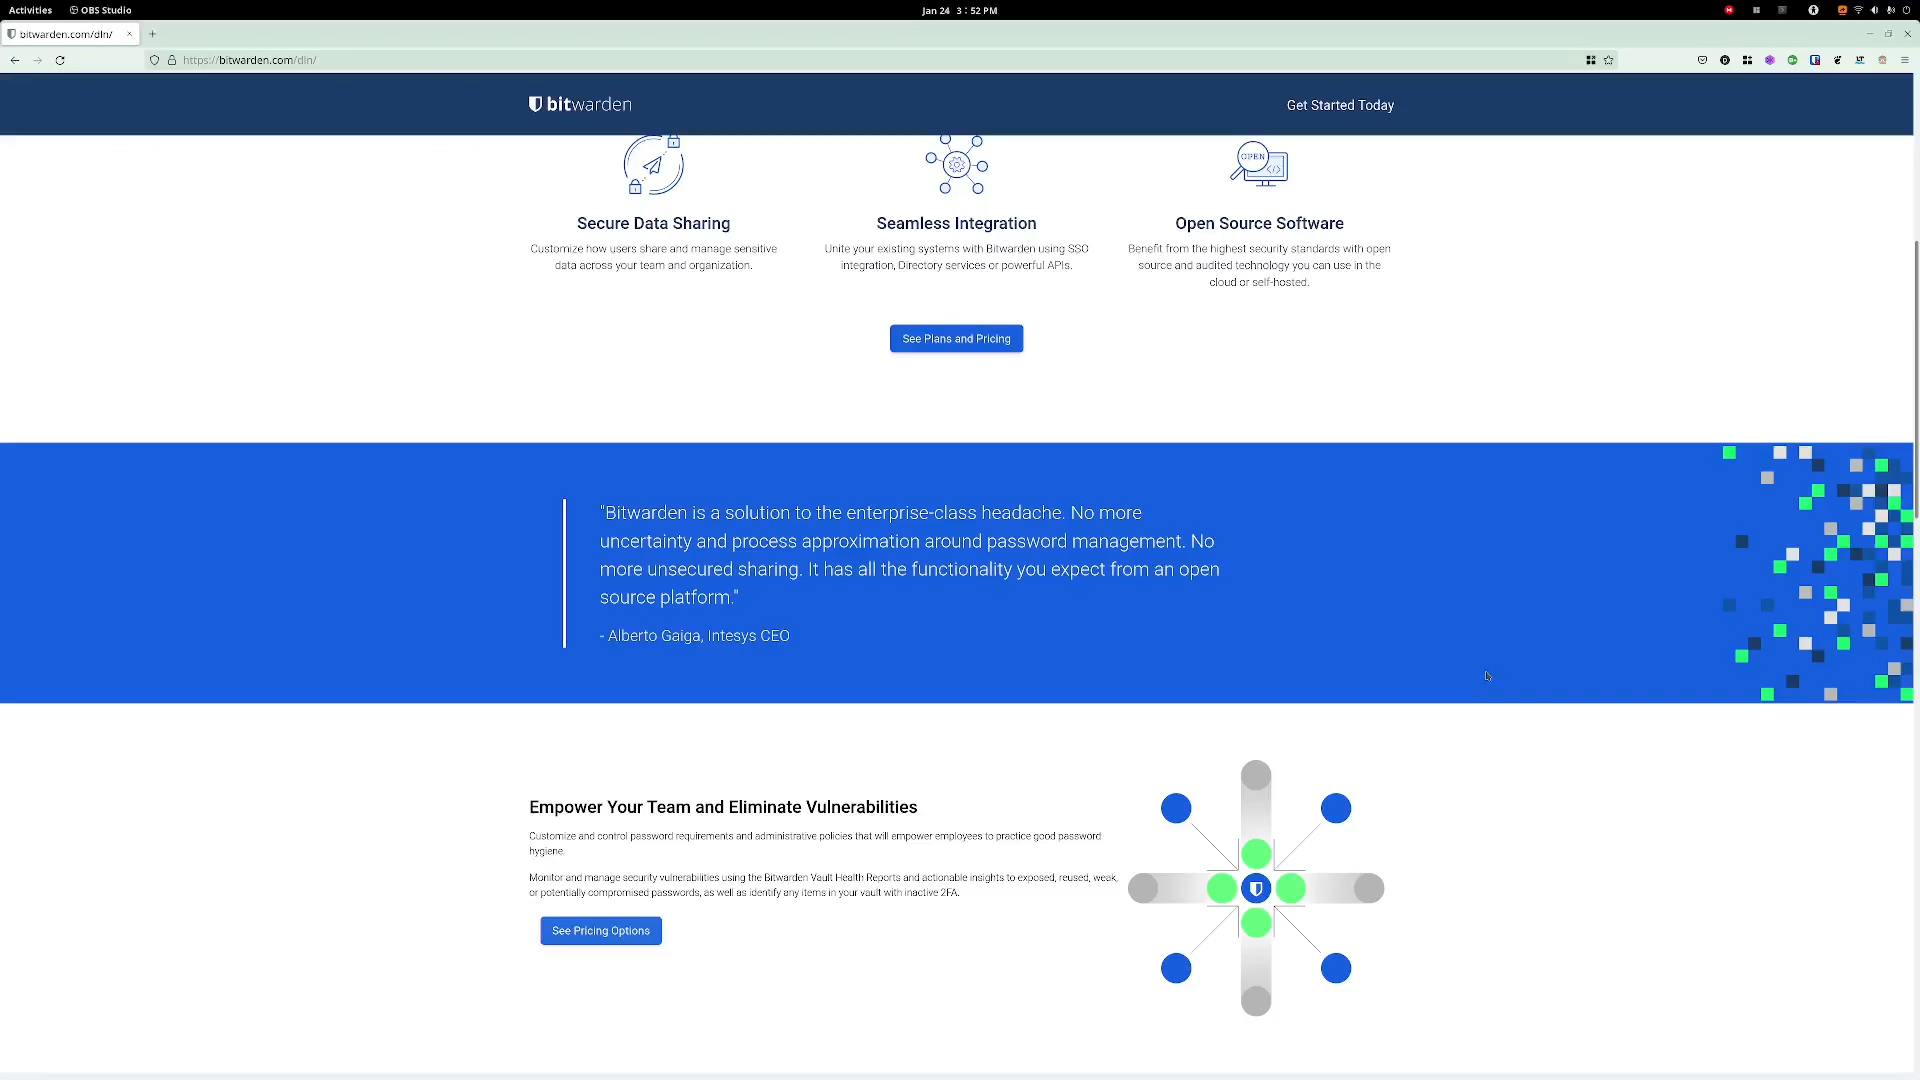 Activities OBS Studio Jan 24 3:52 PM
bitwarden.com/dln/
https://bitwarden.com/dln/
bitwarden Get Started Today
OPEN
Secure Data Sharing
Customize how users share and manage sensitive
data across your team and organization.
Seamless Integration
Unite your existing systems with Bitwarden using SSO
integration, Directory services or powerful APIs.
Open Source Software
Benefit from the highest security standards with open
source and audited technology you can use in the
cloud or self-hosted.
See Plans and Pricing
"Bitwarden is a solution to the enterprise-class headache. No more
uncertainty and process approximation around password management. No
more unsecured sharing. It has all the functionality you expect from an open
source platform."
- Alberto Gaiga, Intesys CEO
Empower Your Team and Eliminate Vulnerabilities
Customize and control password requirements and administrative policies that will empower employees to practice good password
hygiene.
Monitor and manage security vulnerabilities using the Bitwarden Vault Health Reports and actionable insights to exposed, reused, weak,
or potentially compromised passwords, as well as identify any items in your vault with inactive 2FA.
See Pricing Options